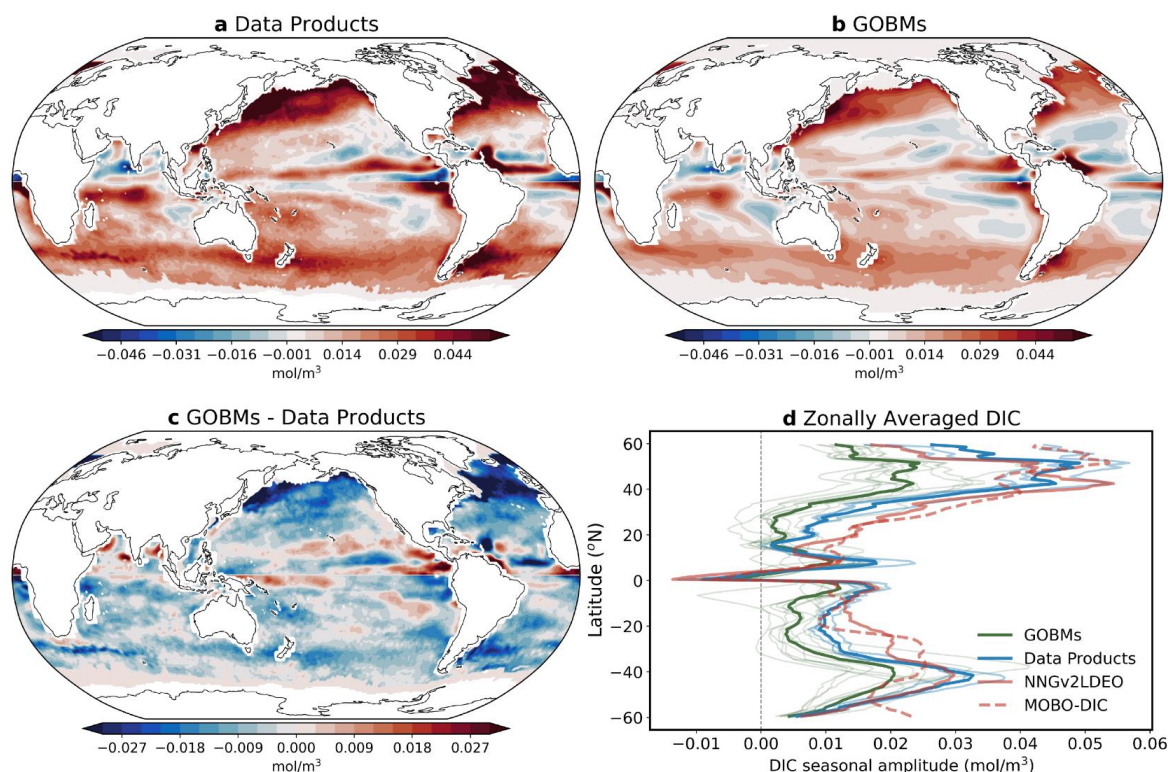 a Data Products
b GOBMs
−0.046 −0.031 −0.016 −0.001 0.014 0.029 0.044
mol/m³
−0.046 −0.031 −0.016 −0.001 0.014 0.029 0.044
mol/m³
c GOBMs - Data Products
−0.027 −0.018 −0.009 0.000 0.009 0.018 0.027
mol/m³
d Zonally Averaged DIC
Latitude (°N)
60
40
20
0
−20
−40
−60
GOBMs
Data Products
NNGv2LDEO
MOBO-DIC
−0.01 0.00 0.01 0.02 0.03 0.04 0.05 0.06
DIC seasonal amplitude (mol/m³)